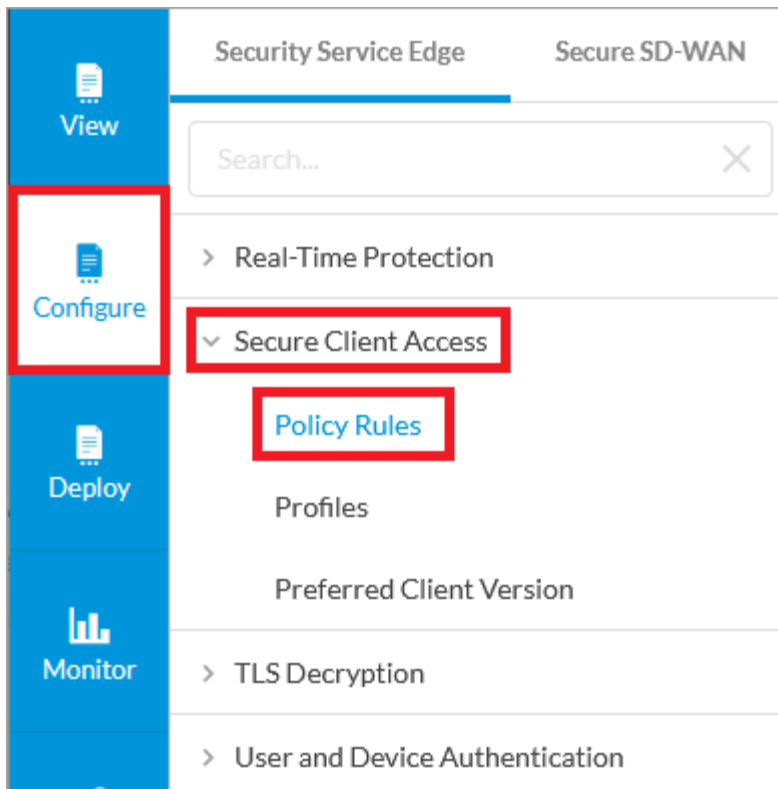 Security Service Edge
Secure SD-WAN
View
Search...
Real-Time Protection
Configure
Secure Client Access
Policy Rules
Deploy
Profiles
Preferred Client Version
Monitor
TLS Decryption
User and Device Authentication